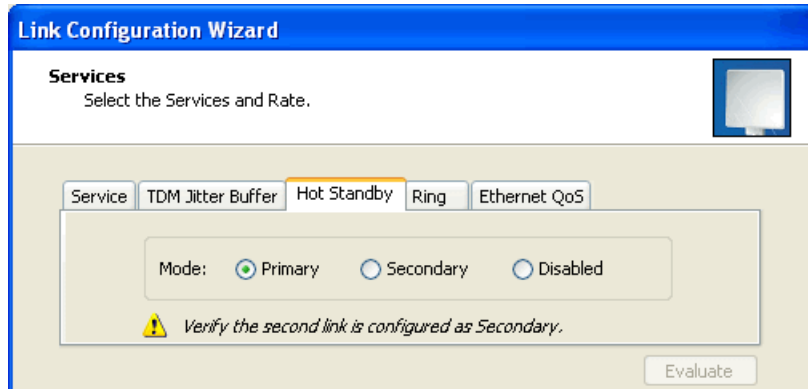 Link Configuration Wizard
Services
Select the Services and Rate.
Service TDM Jitter Buffer Hot Standby Ring Ethernet QoS
Mode: Primary Secondary Disabled
Verify the second link is configured as Secondary.
Evaluate